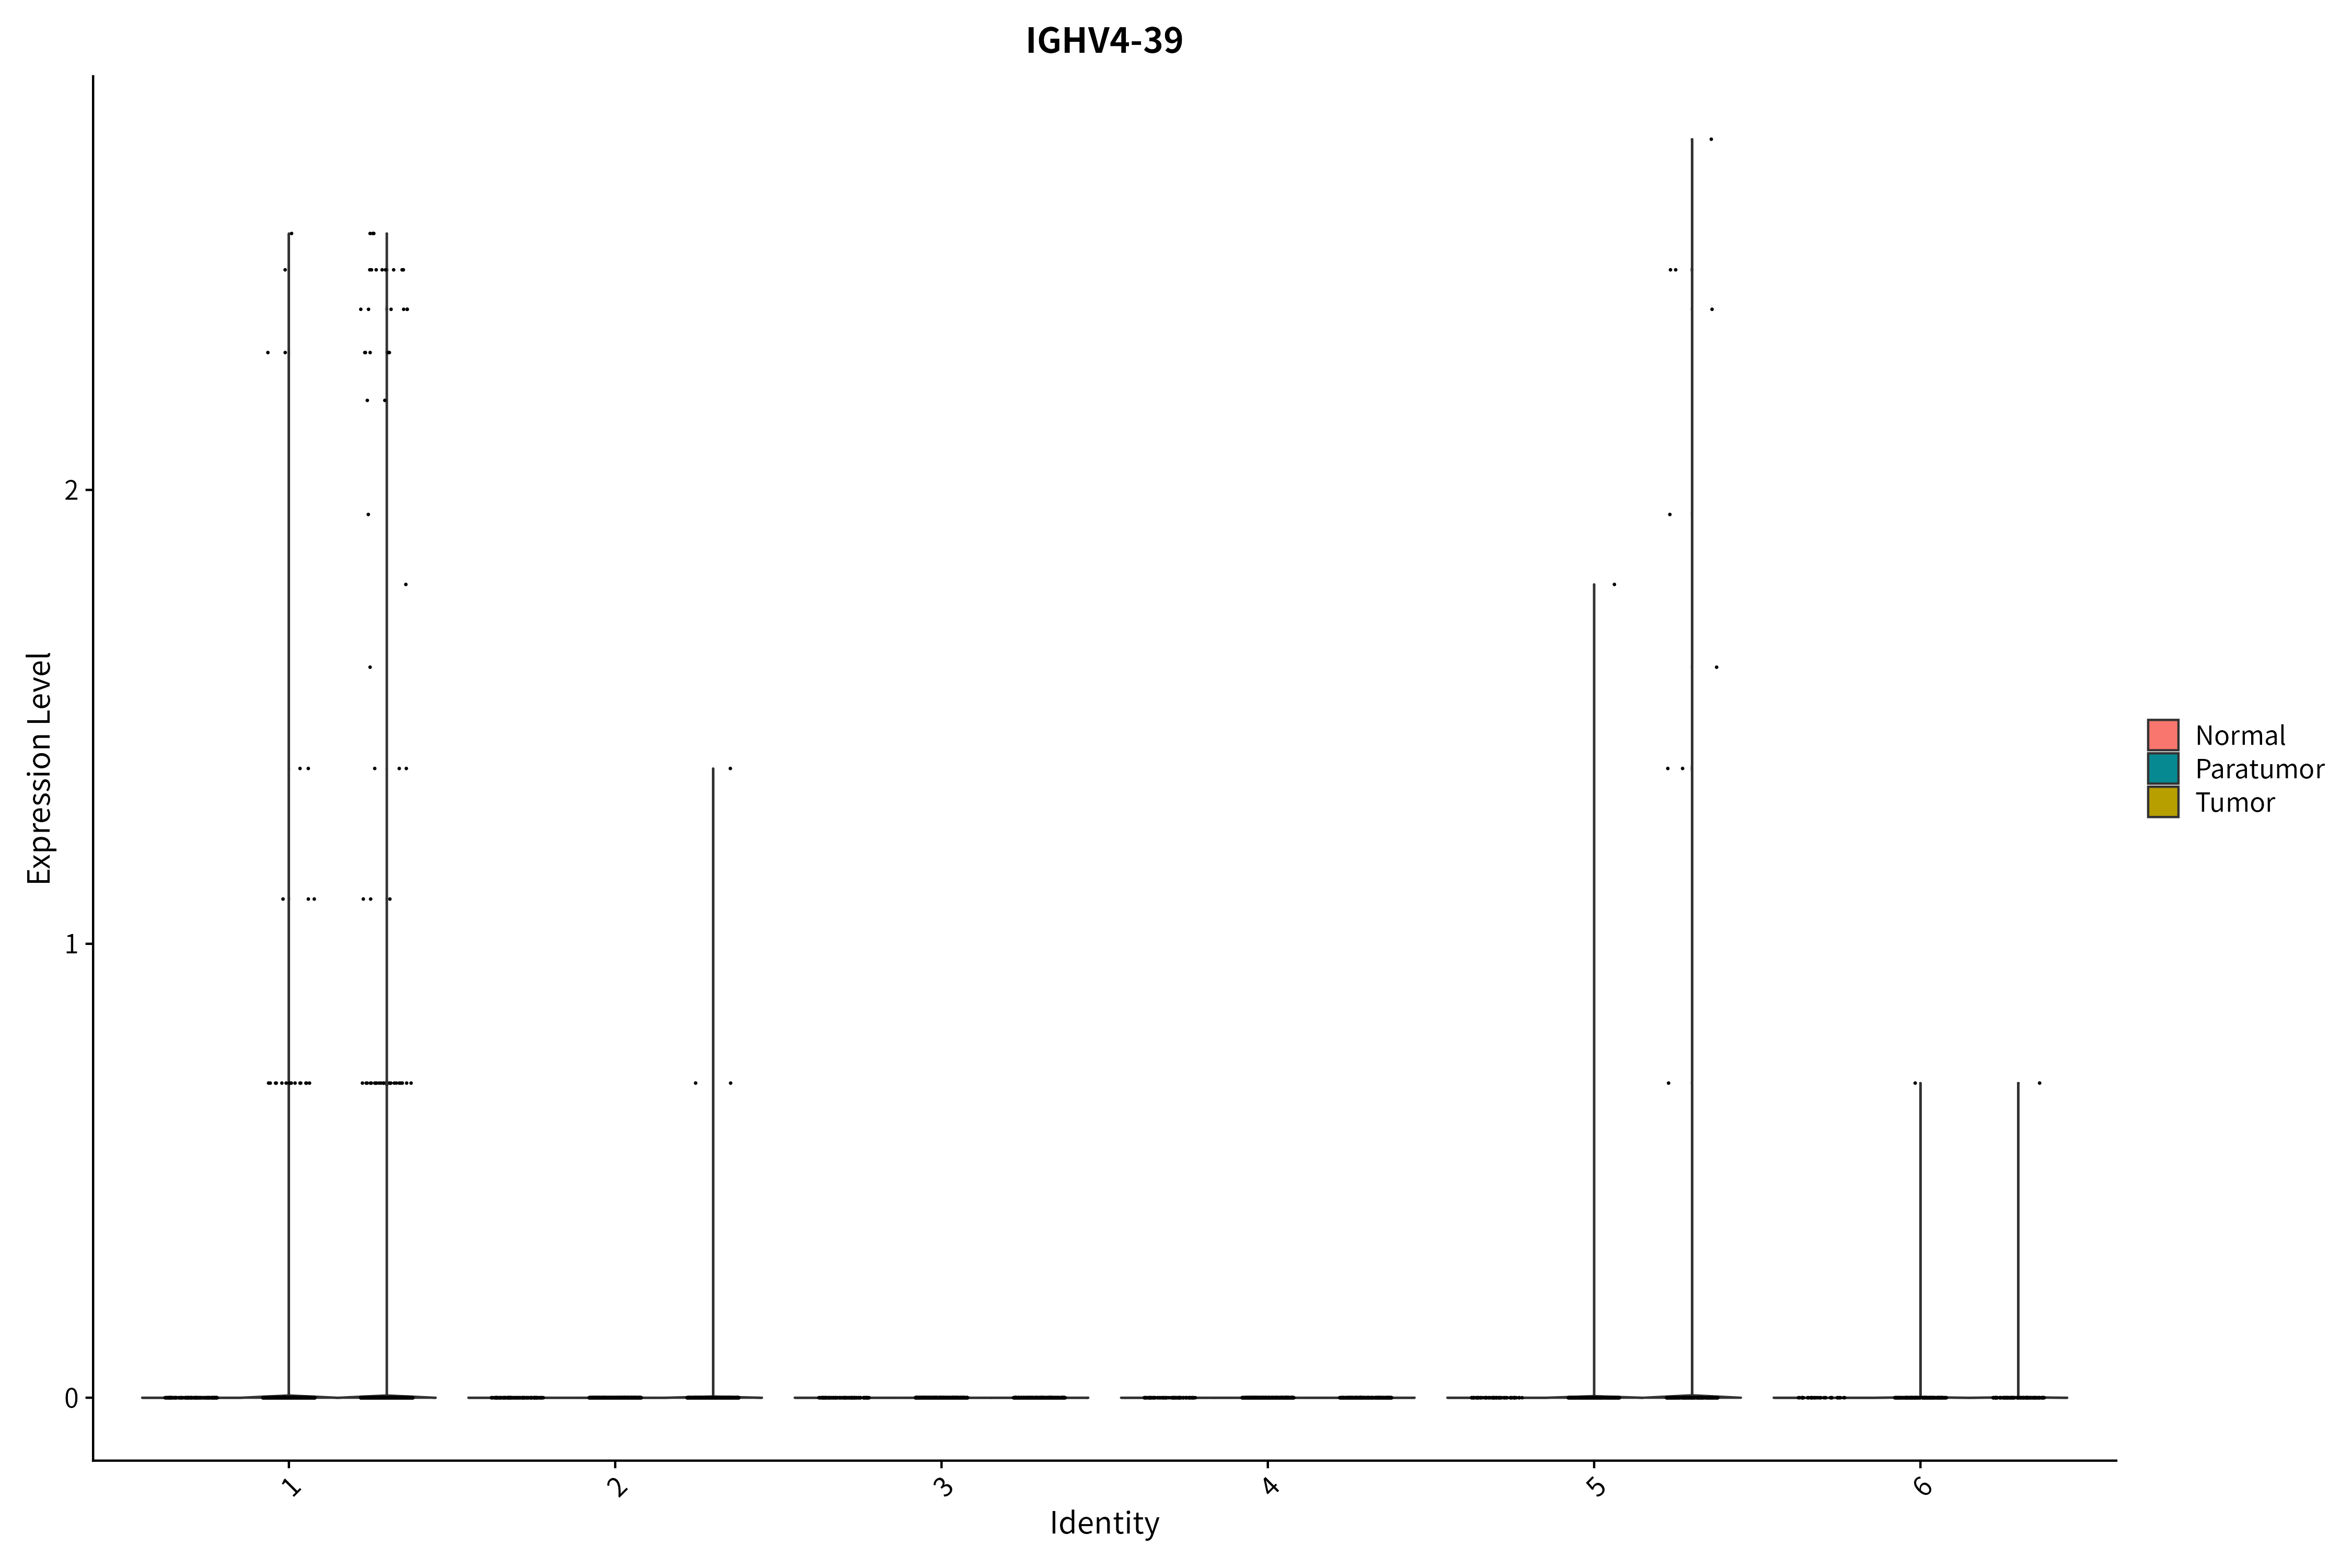 IGHV4-39
Expression Level
2
1
0
1
2
3
4
5
6
Identity
Normal
Paratumor
Tumor